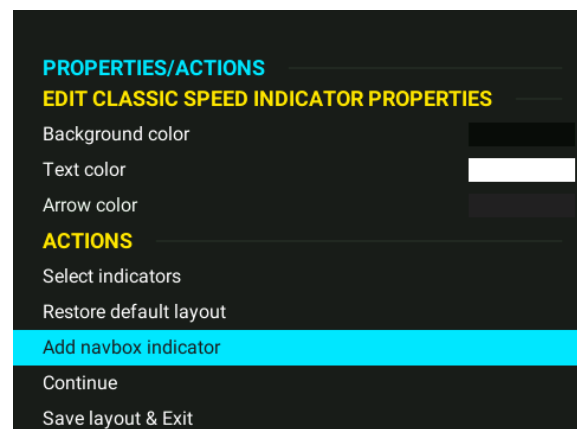 PROPERTIES/ACTIONS
EDIT CLASSIC SPEED INDICATOR PROPERTIES
Background color
Text color
Arrow color
ACTIONS
Select indicators
Restore default layout
Add navbox indicator
Continue
Save layout & Exit